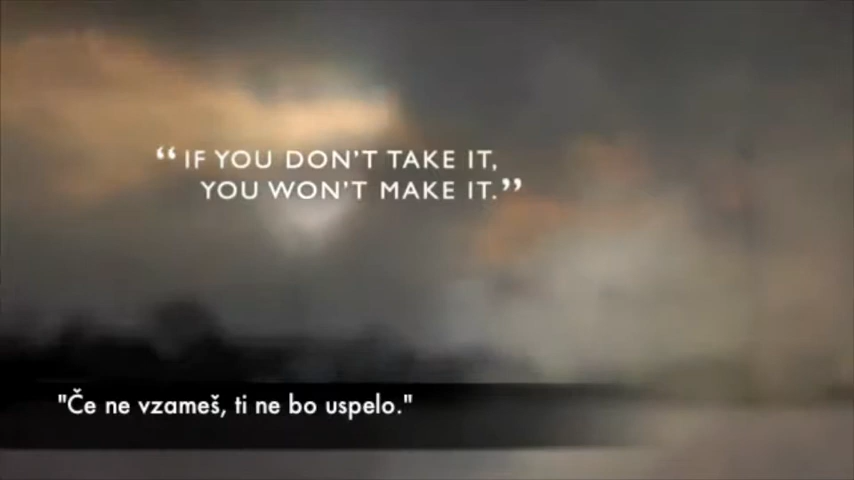 “IF YOU DON’T TAKE IT,
YOU WON’T MAKE IT.”
"Če ne vzameš, ti ne bo uspelo."